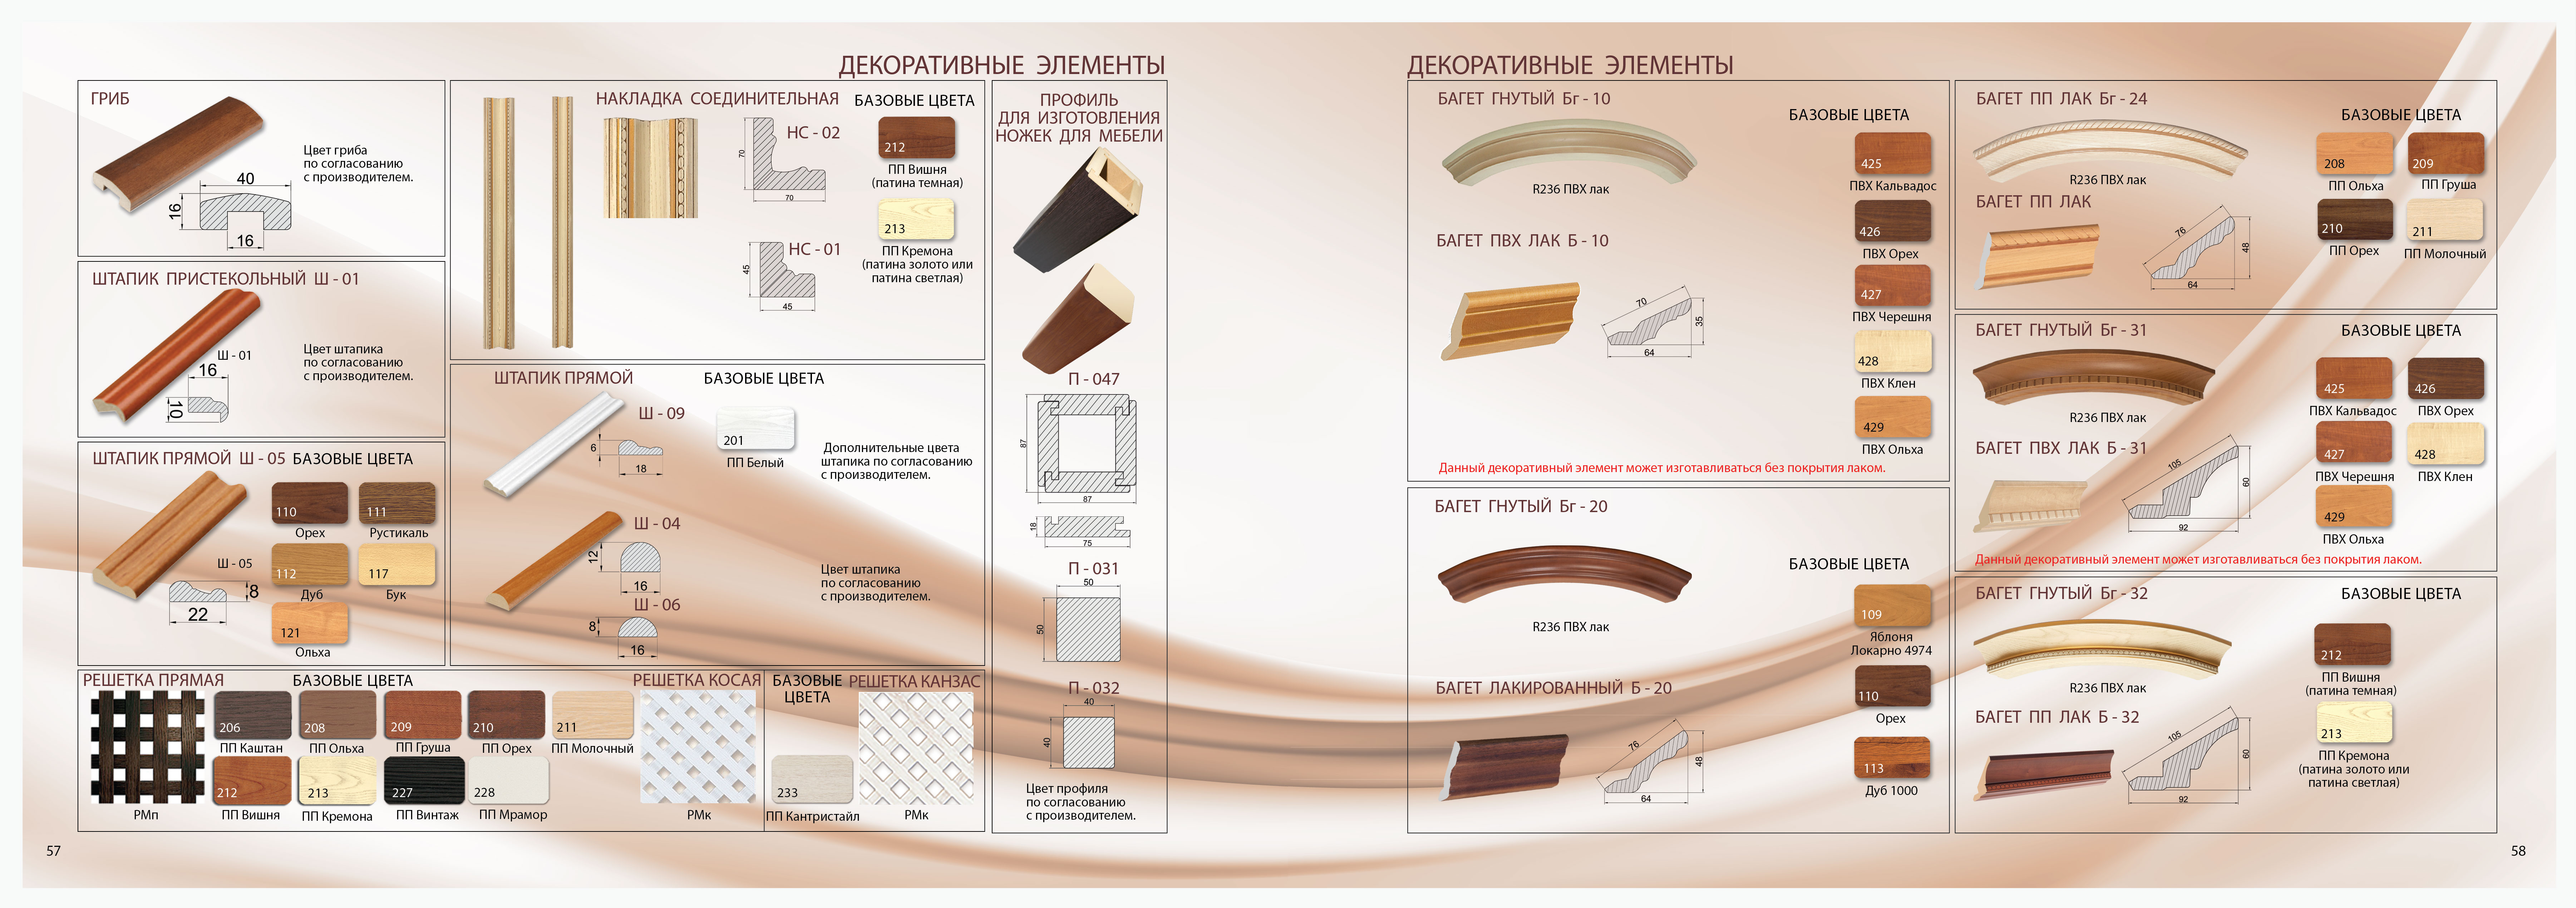 ДЕКОРАТИВНЫЕ ЭЛЕМЕНТЫ
ГРИБ
Цвет гриба
по согласованию
с производителем.
40
16
16
ШТАПИК ПРИСТЕКОЛЬНЫЙ Ш - 01
Ш - 01
16
10
Цвет штапика
по согласованию
с производителем.
ШТАПИК ПРЯМОЙ Ш - 05 БАЗОВЫЕ ЦВЕТА
110
Орех
111
Рустикаль
112
Дуб
117
Бук
121
Ольха
Ш - 05
8
22
НАКЛАДКА СОЕДИНИТЕЛЬНАЯ
БАЗОВЫЕ ЦВЕТА
НС - 02
70
70
НС - 01
45
45
212
ПП Вишня
(патина темная)
213
ПП Кремона
(патина золото или
патина светлая)
ШТАПИК ПРЯМОЙ
БАЗОВЫЕ ЦВЕТА
Ш - 09
6
18
201
ПП Белый
Дополнительные цвета
штапика по согласованию
с производителем.
Ш - 04
12
16
Ш - 06
8
16
Цвет штапика
по согласованию
с производителем.
РЕШЕТКА ПРЯМАЯ
БАЗОВЫЕ ЦВЕТА
РЕШЕТКА КОСАЯ
РМп
206
ПП Каштан
208
ПП Ольха
209
ПП Груша
210
ПП Орех
211
ПП Молочный
212
ПП Вишня
213
ПП Кремона
227
ПП Винтаж
228
ПП Мрамор
РМк
БАЗОВЫЕ
ЦВЕТА
РЕШЕТКА КАНЗАС
233
ПП Кантристайл
РМк
ПРОФИЛЬ
ДЛЯ ИЗГОТОВЛЕНИЯ
НОЖЕК ДЛЯ МЕБЕЛИ
П - 047
87
87
18
75
П - 031
50
50
П - 032
40
40
Цвет профиля
по согласованию
с производителем.
57
ДЕКОРАТИВНЫЕ ЭЛЕМЕНТЫ
БАГЕТ ГНУТЫЙ Бг - 10
R236 ПВХ лак
БАГЕТ ПВХ ЛАК Б - 10
70
35
64
БАЗОВЫЕ ЦВЕТА
425
ПВХ Кальвадос
426
ПВХ Орех
427
ПВХ Черешня
428
ПВХ Клен
429
ПВХ Ольха
Данный декоративный элемент может изготавливаться без покрытия лаком.
БАГЕТ ГНУТЫЙ Бг - 20
R236 ПВХ лак
БАГЕТ ЛАКИРОВАННЫЙ Б - 20
76
48
64
БАЗОВЫЕ ЦВЕТА
109
Яблоня
Локарно 4974
110
Орех
113
Дуб 1000
БАГЕТ ПП ЛАК Бг - 24
R236 ПВХ лак
БАГЕТ ПП ЛАК
76
48
64
БАЗОВЫЕ ЦВЕТА
208
ПП Ольха
209
ПП Груша
210
ПП Орех
211
ПП Молочный
БАГЕТ ГНУТЫЙ Бг - 31
R236 ПВХ лак
БАГЕТ ПВХ ЛАК Б - 31
105
60
92
БАЗОВЫЕ ЦВЕТА
425
ПВХ Кальвадос
426
ПВХ Орех
427
ПВХ Черешня
428
ПВХ Клен
429
ПВХ Ольха
Данный декоративный элемент может изготавливаться без покрытия лаком.
БАГЕТ ГНУТЫЙ Бг - 32
R236 ПВХ лак
БАГЕТ ПП ЛАК Б - 32
105
60
92
БАЗОВЫЕ ЦВЕТА
212
ПП Вишня
(патина темная)
213
ПП Кремона
(патина золото или
патина светлая)
58